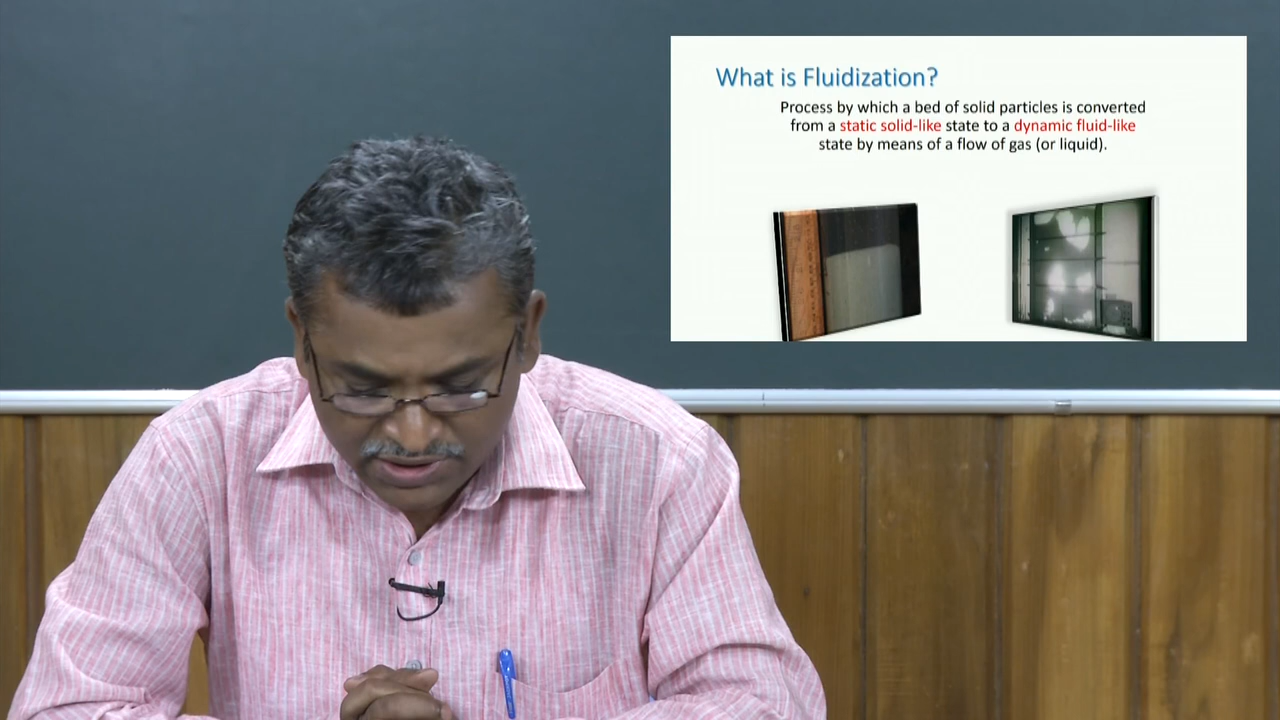 What is Fluidization?
Process by which a bed of solid particles is converted
from a static solid-like state to a dynamic fluid-like
state by means of a flow of gas (or liquid).